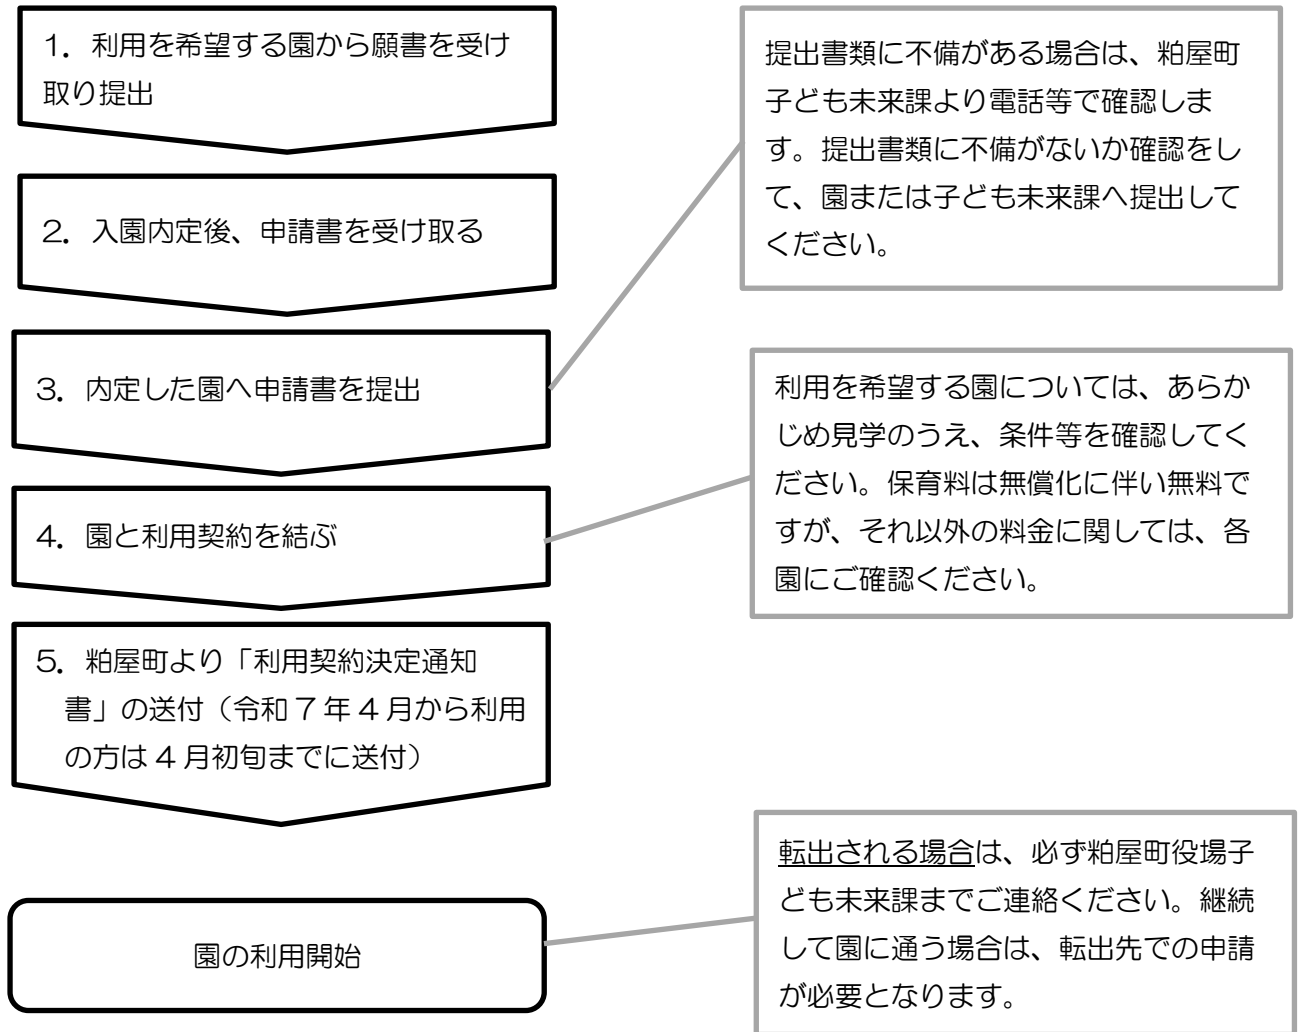 1．利用を希望する園から願書を受け
取り提出
2．入園内定後、申請書を受け取る
3．内定した園へ申請書を提出
4．園と利用契約を結ぶ
5．粕屋町より「利用契約決定通知
書」の送付（令和７年４月から利用
の方は４月初旬までに送付）
園の利用開始
提出書類に不備がある場合は、粕屋町
子ども未来課より電話等で確認しま
す。提出書類に不備がないか確認をし
て、園または子ども未来課へ提出して
ください。
利用を希望する園については、あらか
じめ見学のうえ、条件等を確認してく
ださい。保育料は無償化に伴い無料で
すが、それ以外の料金に関しては、各
園にご確認ください。
転出される場合は、必ず粕屋町役場子
ども未来課までご連絡ください。継続
して園に通う場合は、転出先での申請
が必要となります。